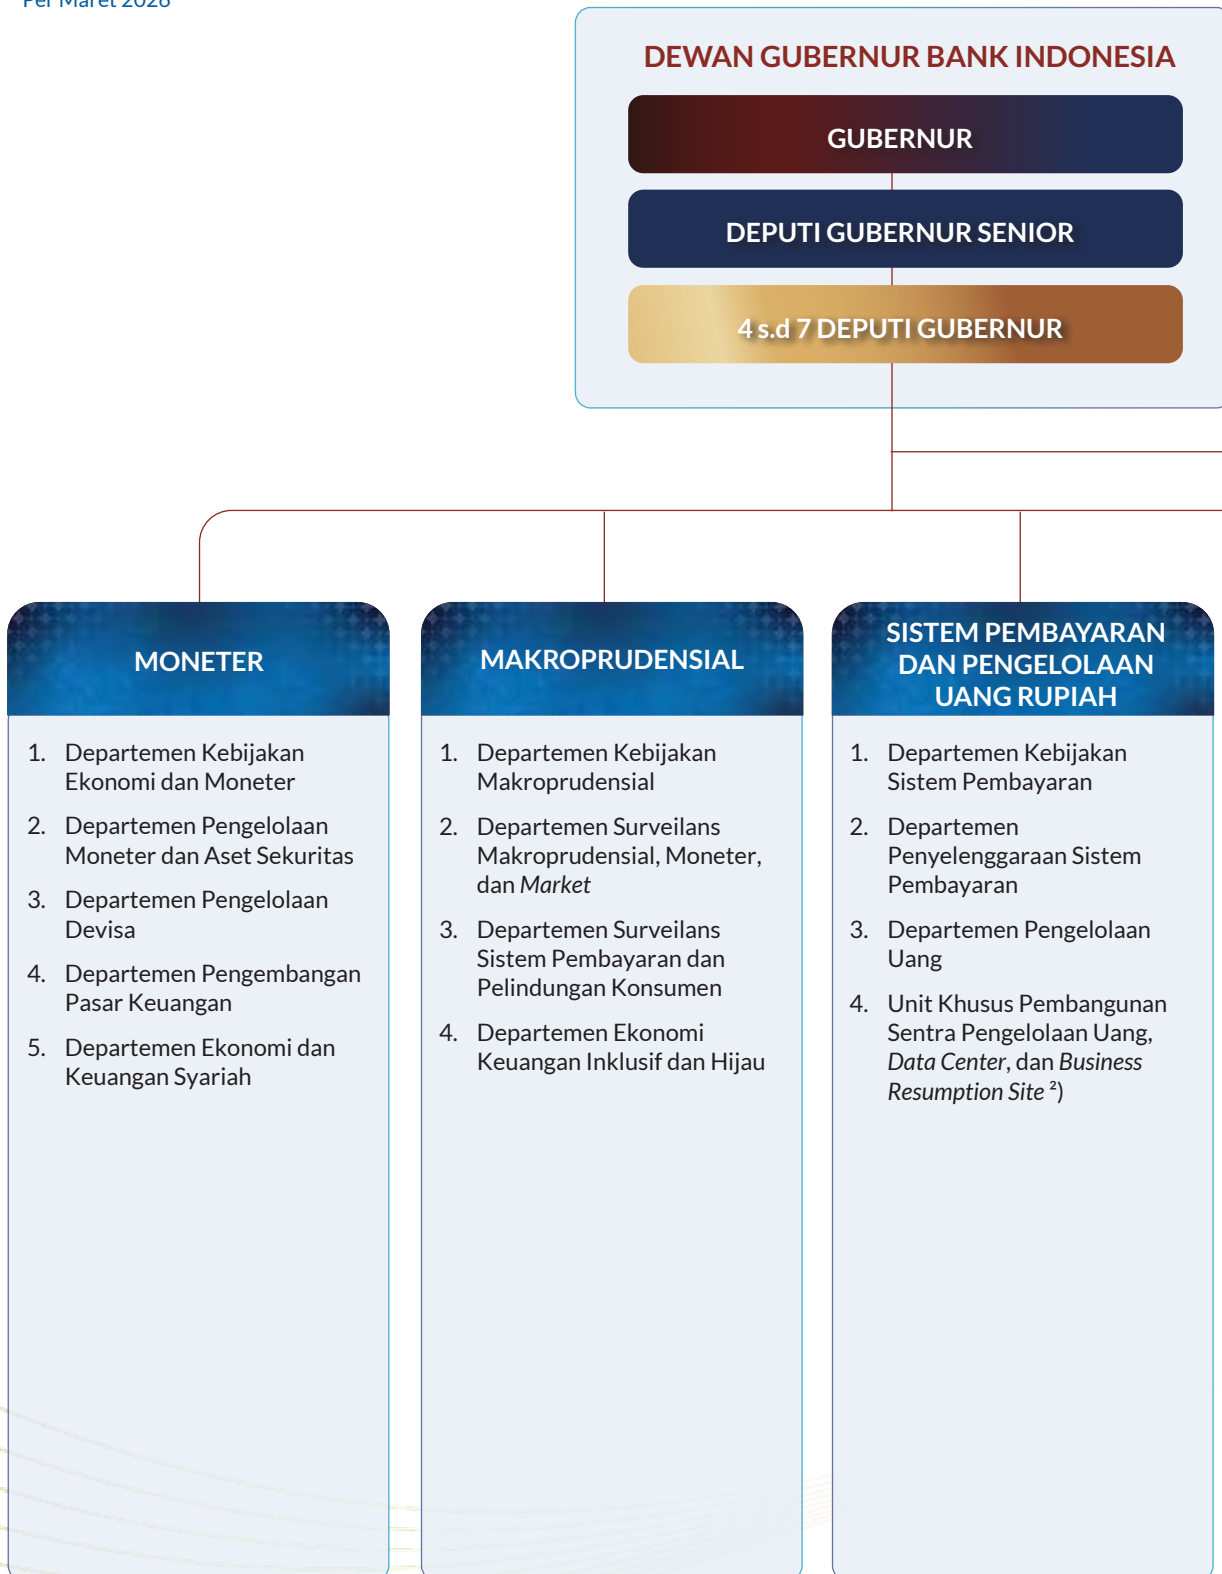 Per Maret 2026
DEWAN GUBERNUR BANK INDONESIA
GUBERNUR
DEPUTI GUBERNUR SENIOR
4 s.d 7 DEPUTI GUBERNUR
MONETER
1. Departemen Kebijakan
Ekonomi dan Moneter
2. Departemen Pengelolaan
Moneter dan Aset Sekuritas
3. Departemen Pengelolaan
Devisa
4. Departemen Pengembangan
Pasar Keuangan
5. Departemen Ekonomi dan
Keuangan Syariah
MAKROPRUDENSIAL
1. Departemen Kebijakan
Makroprudensial
2. Departemen Surveilans
Makroprudensial, Moneter,
dan Market
3. Departemen Surveilans
Sistem Pembayaran dan
Pelindungan Konsumen
4. Departemen Ekonomi
Keuangan Inklusif dan Hijau
SISTEM PEMBAYARAN
DAN PENGELOLAAN
UANG RUPIAH
1. Departemen Kebijakan
Sistem Pembayaran
2. Departemen
Penyelenggaraan Sistem
Pembayaran
3. Departemen Pengelolaan
Uang
4. Unit Khusus Pembangunan
Sentra Pengelolaan Uang,
Data Center, dan Business
Resumption Site ²)